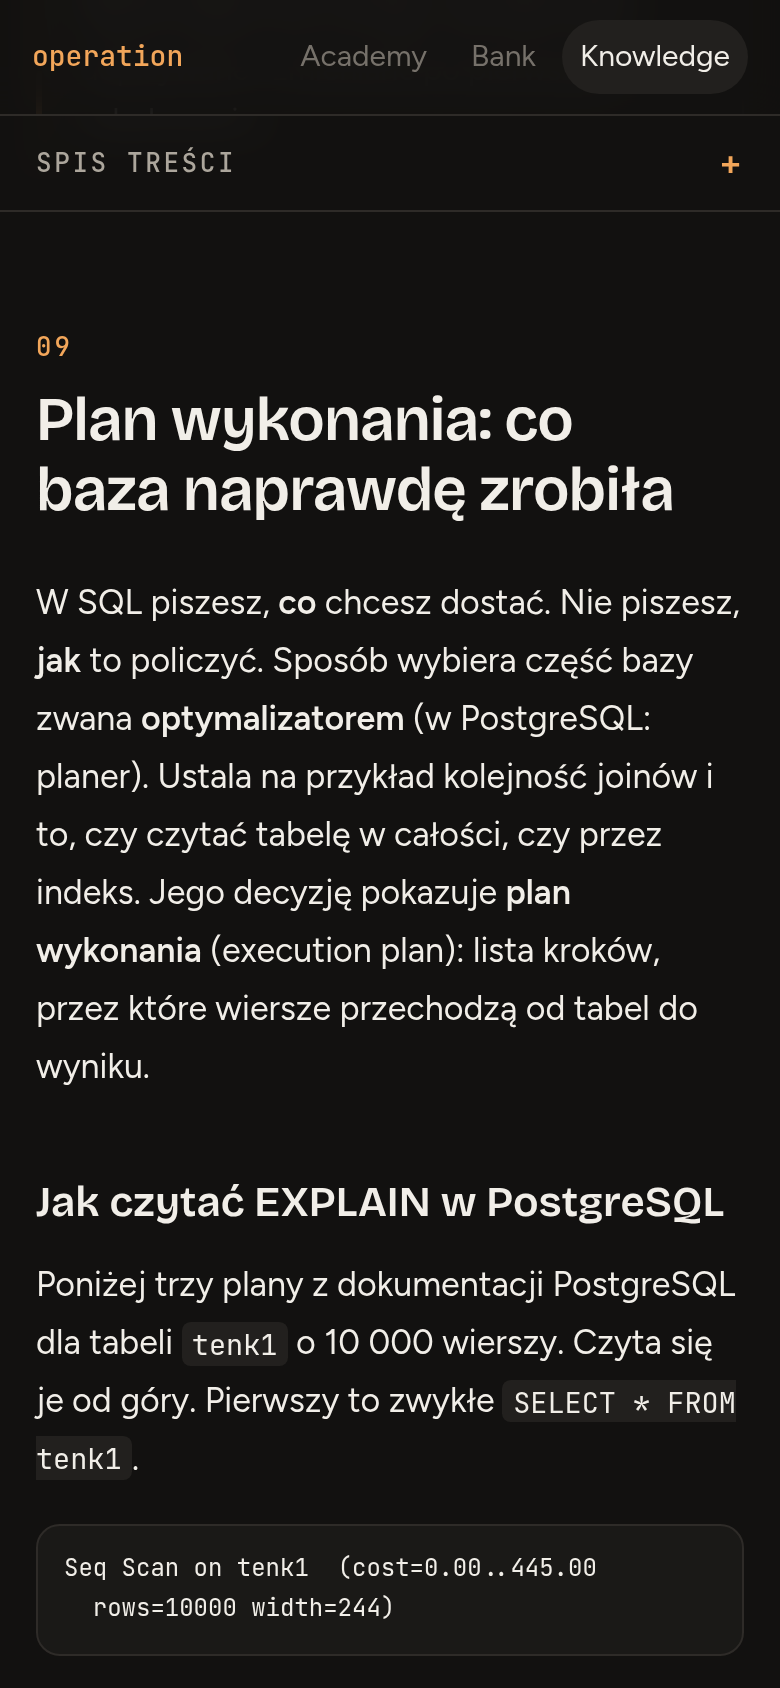 operation
Academy
Bank
Knowledge
SPIS TREŚCI
+
09
Plan wykonania: co
baza naprawdę zrobiła
W SQL piszesz, co chcesz dostać. Nie piszesz,
jak to policzyć. Sposób wybiera część bazy
zwana optymalizatorem (w PostgreSQL:
planer). Ustala na przykład kolejność joinów i
to, czy czytać tabelę w całości, czy przez
indeks. Jego decyzję pokazuje plan
wykonania (execution plan): lista kroków,
przez które wiersze przechodzą od tabel do
wyniku.
Jak czytać EXPLAIN w PostgreSQL
Poniżej trzy plany z dokumentacji PostgreSQL
dla tabeli tenk1 o 10 000 wierszy. Czyta się
je od góry. Pierwszy to zwykłe SELECT * FROM
tenk1.
Seq Scan on tenk1  (cost=0.00..445.00
  rows=10000 width=244)